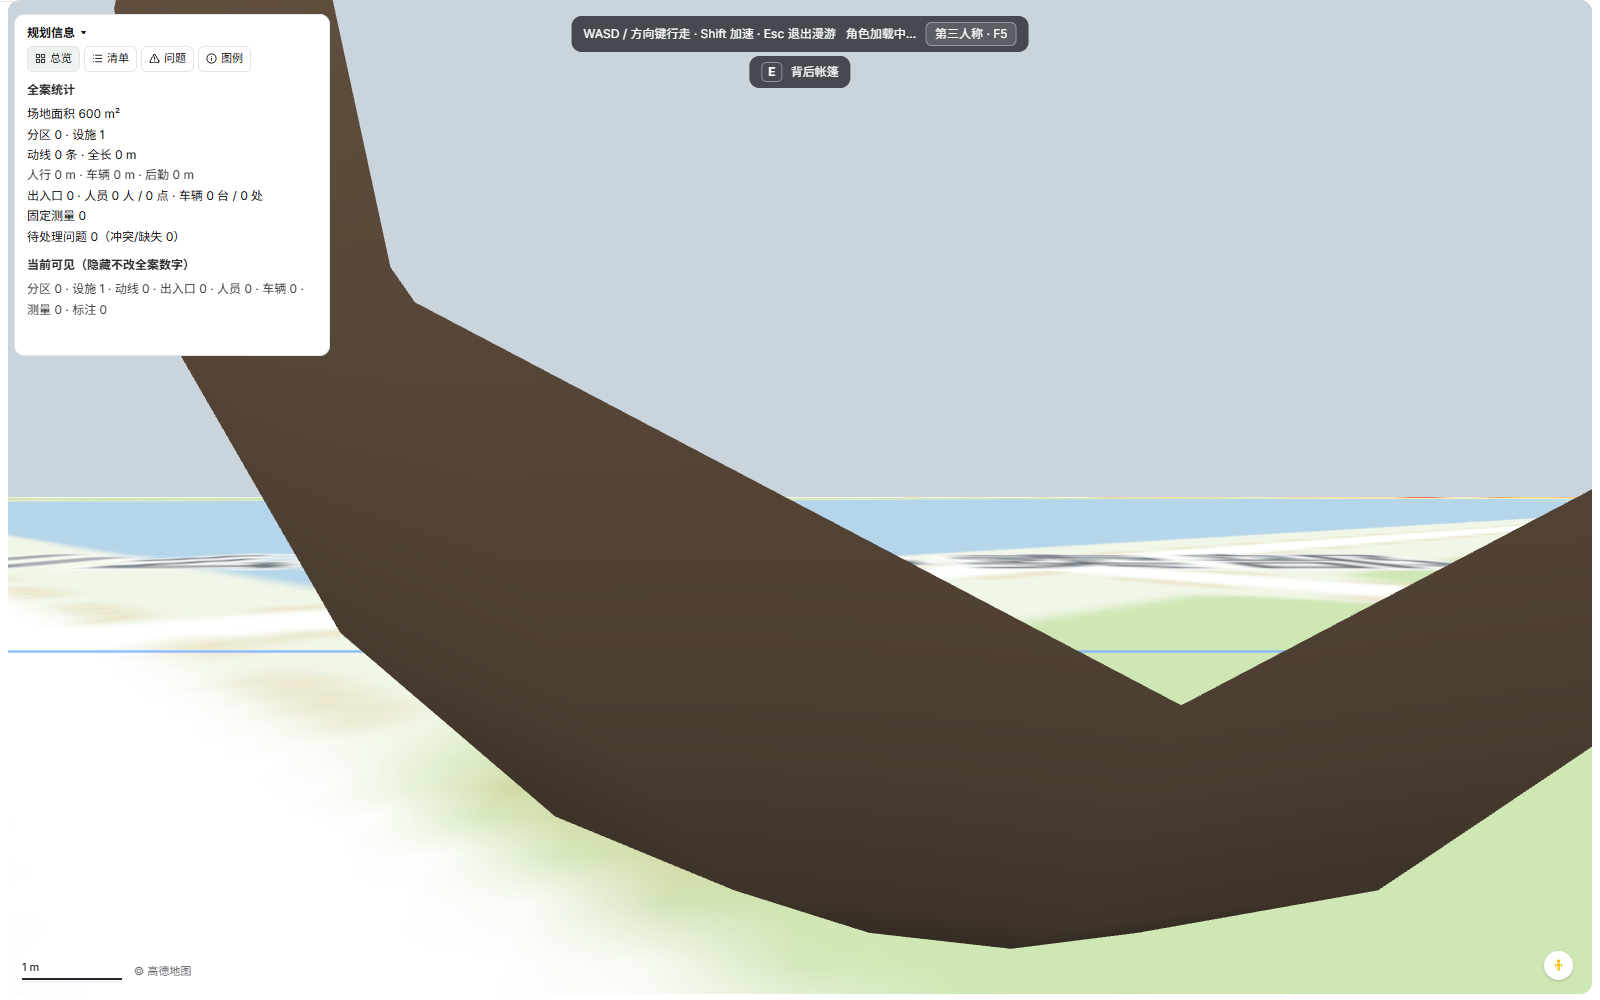 规划信息
总览 清单 问题 图例
全案统计
场地面积 600 m²
分区 0 · 设施 1
动线 0 条 · 全长 0 m
人行 0 m · 车辆 0 m · 后勤 0 m
出入口 0 · 人员 0 人 / 0 点 · 车辆 0 台 / 0 处
固定测量 0
待处理问题 0（冲突/缺失 0）
当前可见（隐藏不改全案数字）
分区 0 · 设施 1 · 动线 0 · 出入口 0 · 人员 0 · 车辆 0 ·
测量 0 · 标注 0
WASD / 方向键行走 · Shift 加速 · Esc 退出漫游 角色加载中... 第三人称 · F5
E 背后帐篷
1 m
© 高德地图